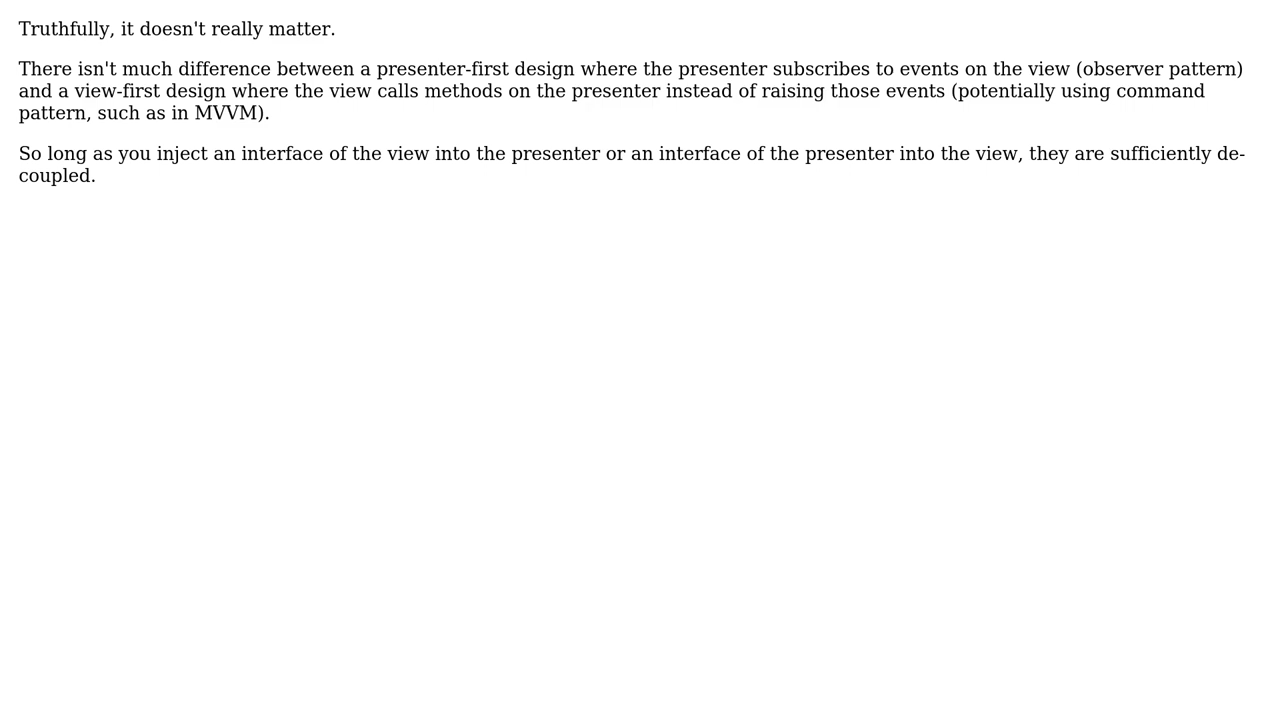 Truthfully, it doesn't really matter.
There isn't much difference between a presenter-first design where the presenter subscribes to events on the view (observer pattern)
and a view-first design where the view calls methods on the presenter instead of raising those events (potentially using command
pattern, such as in MVVM).
So long as you inject an interface of the view into the presenter or an interface of the presenter into the view, they are sufficiently de-
coupled.